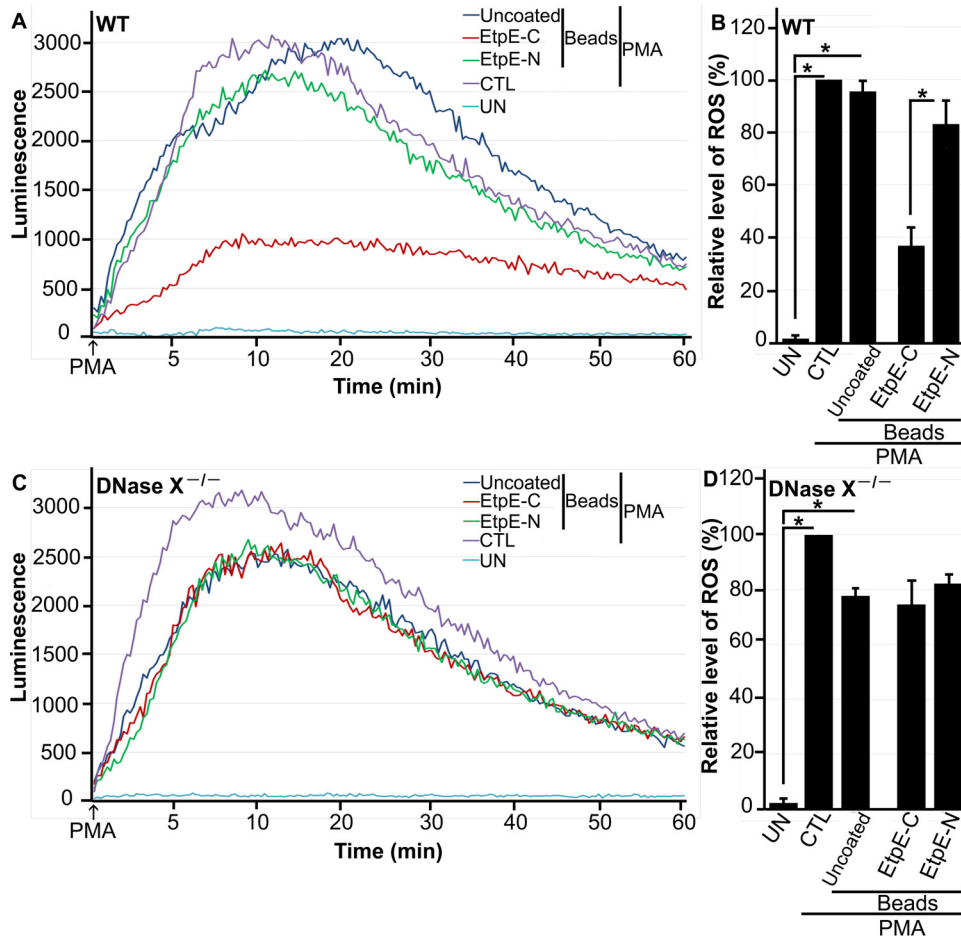 A WT
Uncoated
EtpE-C
EtpE-N
CTL
UN
Beads
PMA
Luminescence
3000
2500
2000
1500
1000
500
0
PMA
5 10 20 30 40 50 60
Time (min)
B WT
Relative level of ROS (%)
120
100
80
60
40
20
0
* * *
UN CTL Uncoated EtpE-C EtpE-N
Beads
PMA
C DNase X−/−
Uncoated
EtpE-C
EtpE-N
CTL
UN
Beads
PMA
Luminescence
3000
2500
2000
1500
1000
500
0
PMA
5 10 20 30 40 50 60
Time (min)
D DNase X−/−
Relative level of ROS (%)
120
100
80
60
40
20
0
* *
UN CTL Uncoated EtpE-C EtpE-N
Beads
PMA